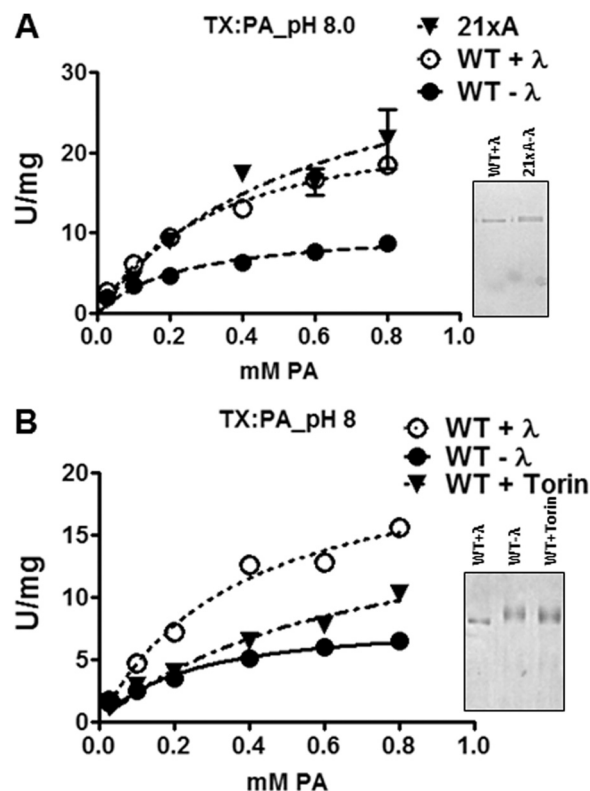 A
TX:PA_pH 8.0
21xA
WT + λ
WT - λ
30
20
10
0
U/mg
0.0 0.2 0.4 0.6 0.8 1.0
mM PA
WT+λ
21xA-λ
B
TX:PA_pH 8
WT + λ
WT - λ
WT + Torin
20
15
10
5
0
U/mg
0.0 0.2 0.4 0.6 0.8 1.0
mM PA
WT+λ
WT-λ
WT+Torin